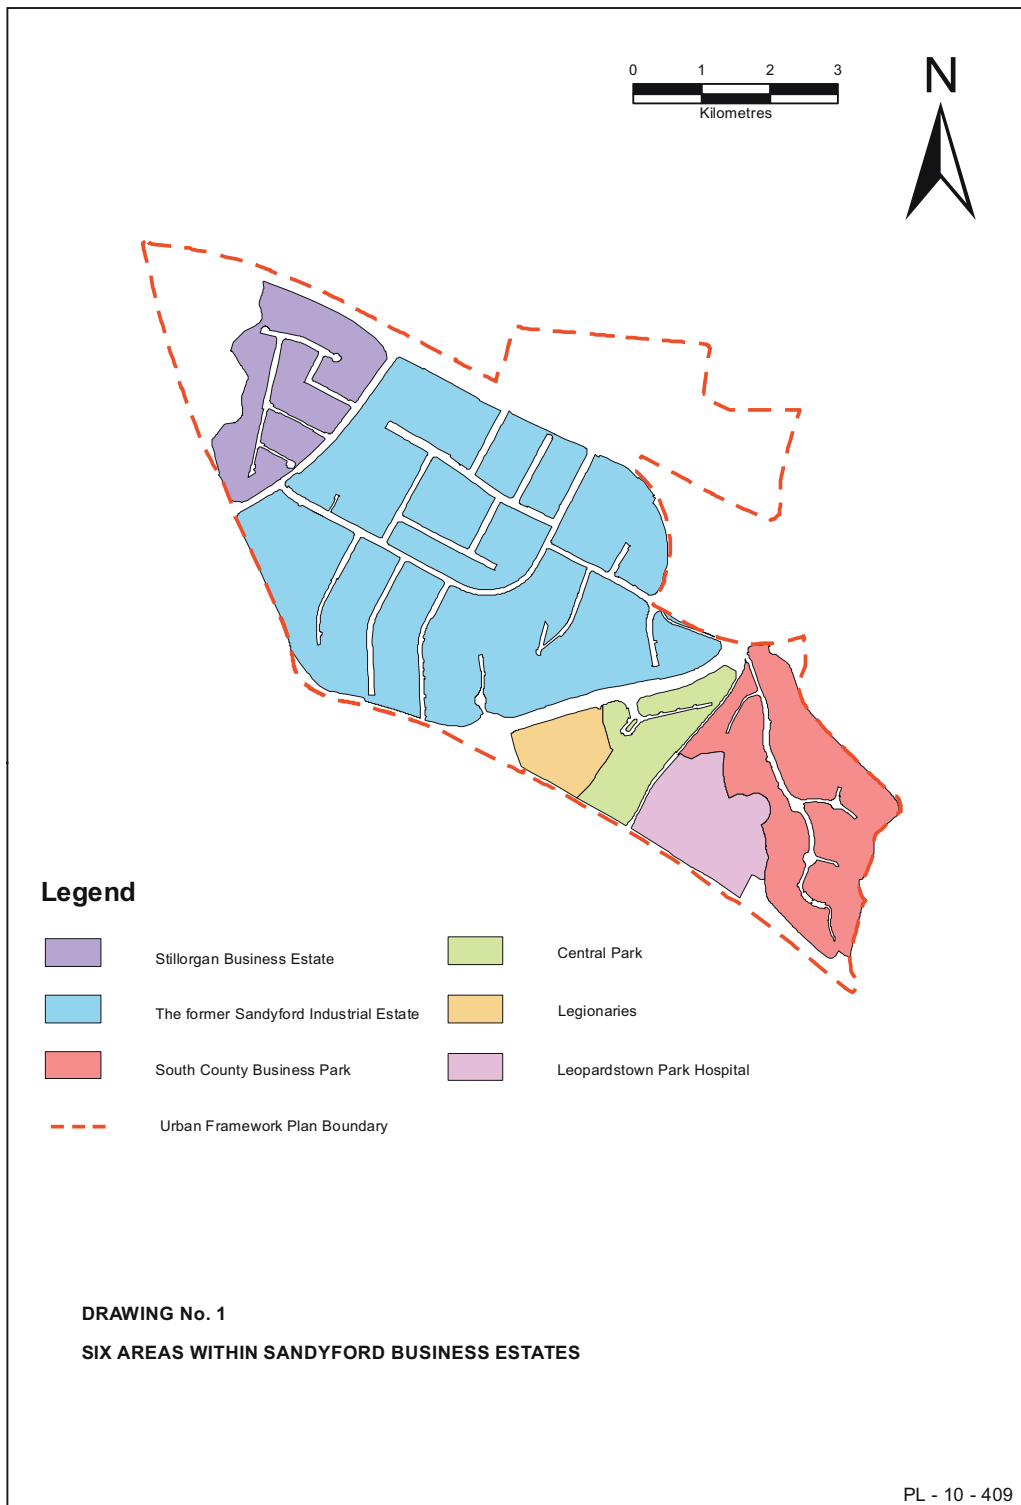 0 1 2 3
Kilometres
N
Legend
Stillorgan Business Estate
The former Sandyford Industrial Estate
South County Business Park
Urban Framework Plan Boundary
Central Park
Legionaries
Leopardstown Park Hospital
DRAWING No. 1
SIX AREAS WITHIN SANDYFORD BUSINESS ESTATES
PL - 10 - 409